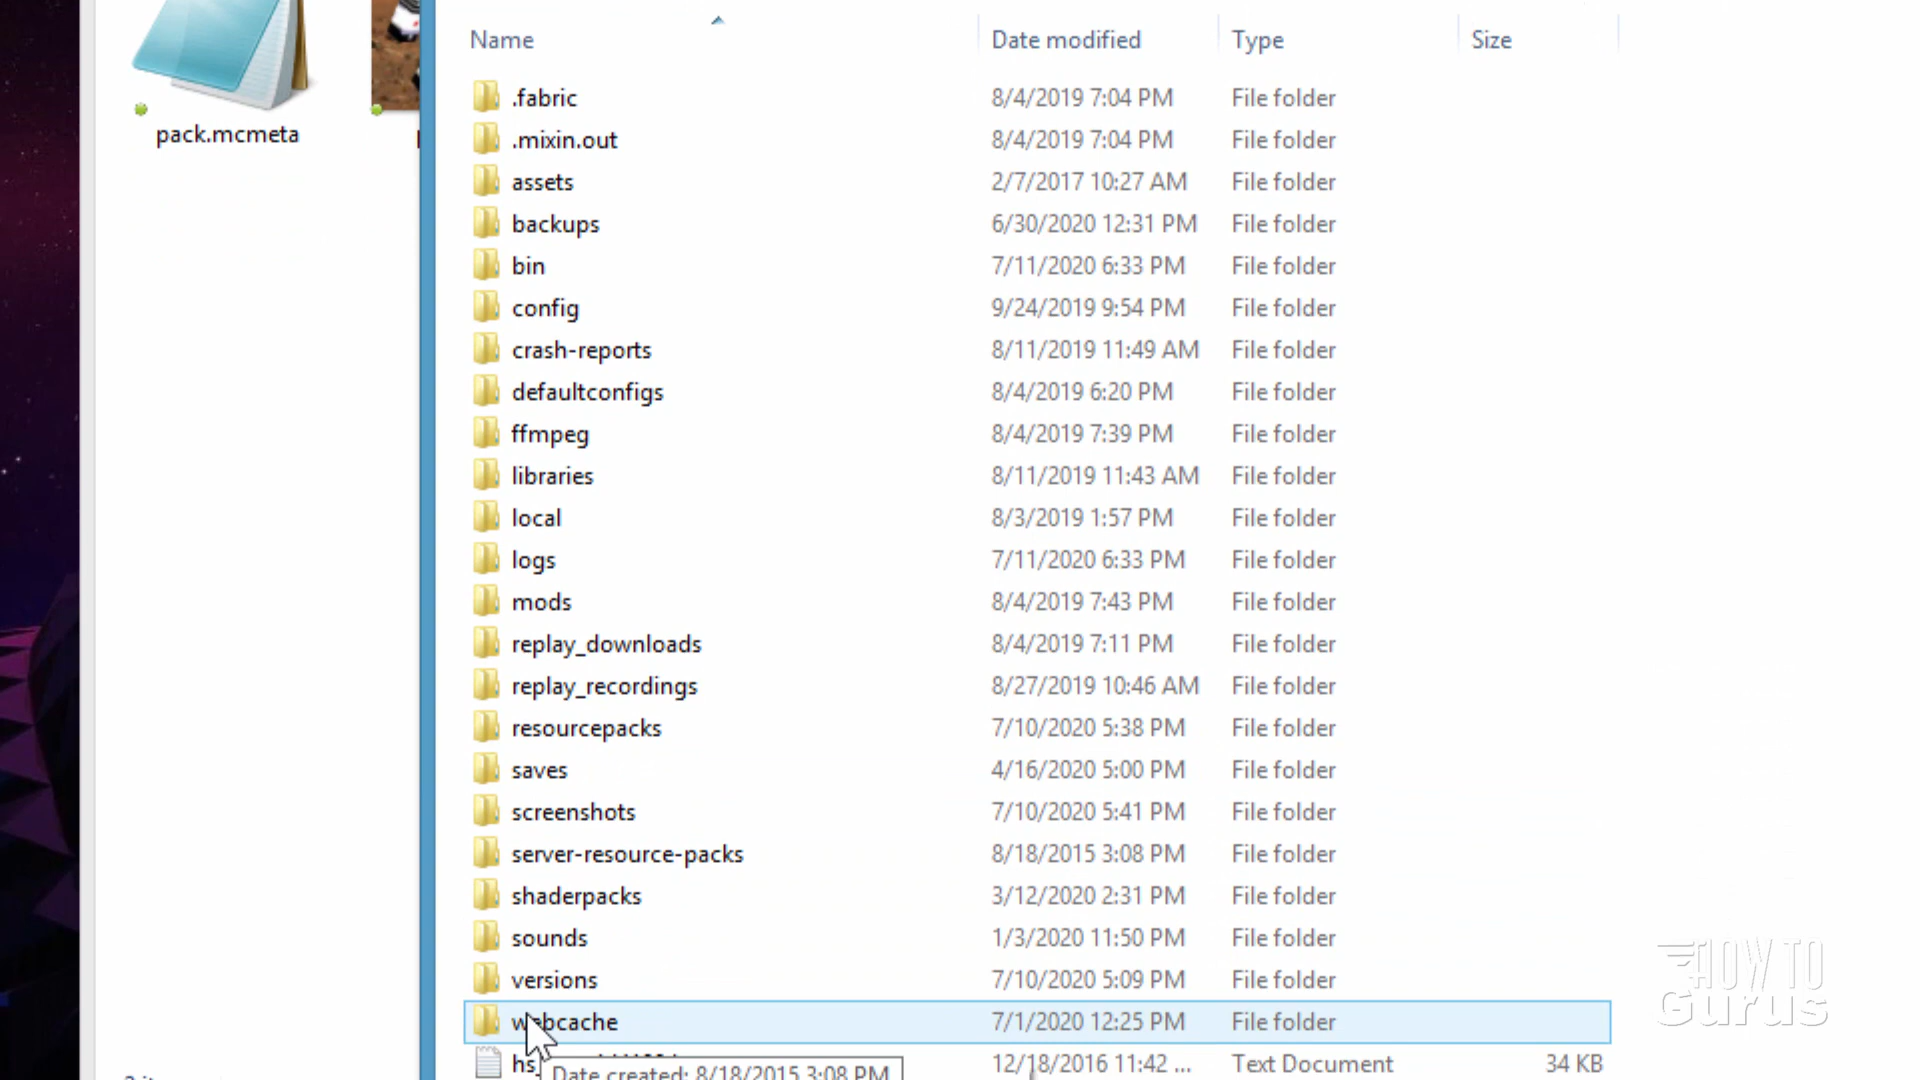 Name Date modified Type Size
.fabric 8/4/2019 7:04 PM File folder
pack.mcmeta
.mixin.out 8/4/2019 7:04 PM File folder
assets 2/7/2017 10:27 AM File folder
backups 6/30/2020 12:31 PM File folder
bin 7/11/2020 6:33 PM File folder
config 9/24/2019 9:54 PM File folder
crash-reports 8/11/2019 11:49 AM File folder
defaultconfigs 8/4/2019 6:20 PM File folder
ffmpeg 8/4/2019 7:39 PM File folder
libraries 8/11/2019 11:43 AM File folder
local 8/3/2019 1:57 PM File folder
logs 7/11/2020 6:33 PM File folder
mods 8/4/2019 7:43 PM File folder
replay_downloads 8/4/2019 7:11 PM File folder
replay_recordings 8/27/2019 10:46 AM File folder
resourcepacks 7/10/2020 5:38 PM File folder
saves 4/16/2020 5:00 PM File folder
screenshots 7/10/2020 5:41 PM File folder
server-resource-packs 8/18/2015 3:08 PM File folder
shaderpacks 3/12/2020 2:31 PM File folder
sounds 1/3/2020 11:50 PM File folder
versions 7/10/2020 5:09 PM File folder
webcache 7/1/2020 12:25 PM File folder
12/18/2016 11:42 ... Text Document 34 KB
Date created: 8/18/2015 3:08 PM
HOW TO
Gurus